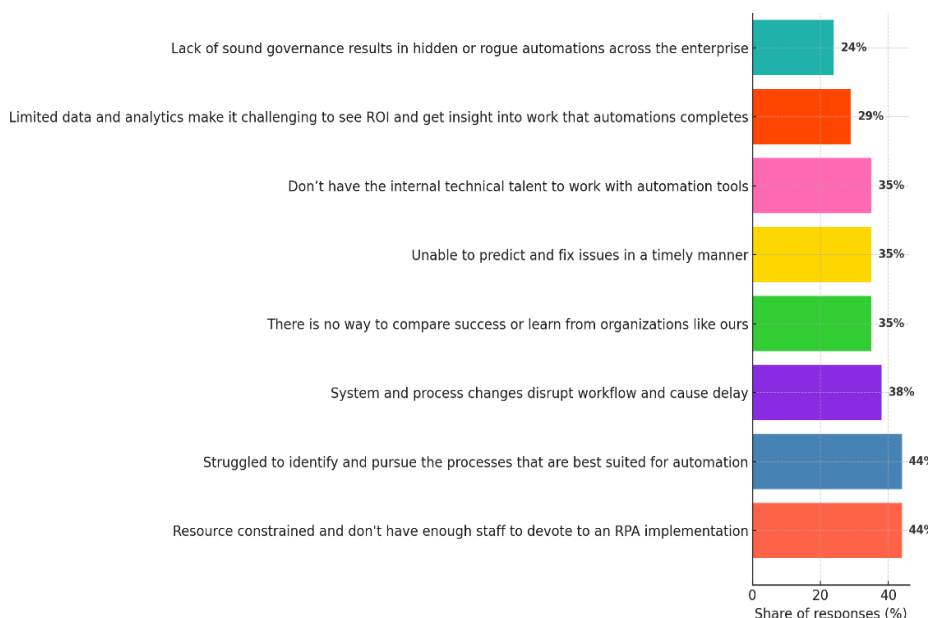 Lack of sound governance results in hidden or rogue automations across the enterprise 24%
Limited data and analytics make it challenging to see ROI and get insight into work that automations completes 29%
Don’t have the internal technical talent to work with automation tools 35%
Unable to predict and fix issues in a timely manner 35%
There is no way to compare success or learn from organizations like ours 35%
System and process changes disrupt workflow and cause delay 38%
Struggled to identify and pursue the processes that are best suited for automation 44%
Resource constrained and don't have enough staff to devote to an RPA implementation 44%
0 20 40
Share of responses (%)